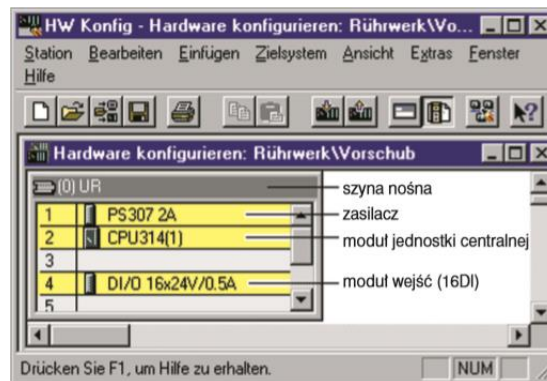 HW Konfig - Hardware konfigurieren: Rührwerk\Vo...
Station Bearbeiten Einfügen Zielsystem Ansicht Extras Fenster
Hilfe
Hardware konfigurieren: Rührwerk\Vorschub
(0) UR
szyna nośna
1 PS307 2A
zasilacz
2 CPU314(1)
moduł jednostki centralnej
3
4 DI/O 16x24V/0.5A
moduł wejść (16DI)
5
Drücken Sie F1, um Hilfe zu erhalten.
NUM